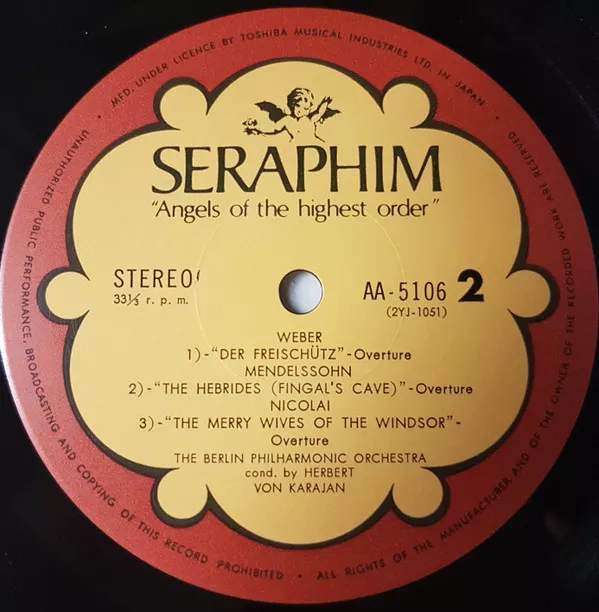 MFD. UNDER LICENCE BY TOSHIBA MUSICAL INDUSTRIES LTD. IN JAPAN •
ALL RIGHTS OF THE MANUFACTURER AND OF THE OWNER OF THE RECORDED WORK ARE RESERVED
UNAUTHORIZED PUBLIC PERFORMANCE, BROADCASTING AND COPYING OF THIS RECORD PROHIBITED •
SERAPHIM
"Angels of the highest order"
STEREO
33⅓ r. p. m.
AA-5106 2
(2YJ-1051)
WEBER
1)-"DER FREISCHÜTZ"-Overture
MENDELSSOHN
2)-"THE HEBRIDES (FINGAL'S CAVE)"-Overture
NICOLAI
3)-"THE MERRY WIVES OF THE WINDSOR"-
Overture
THE BERLIN PHILHARMONIC ORCHESTRA
cond. by HERBERT
VON KARAJAN